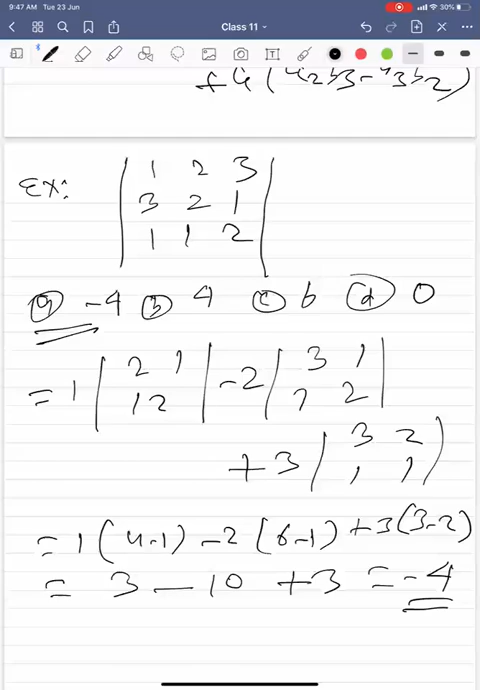 9:47 AM Tue 23 Jun
30%
Class 11
EX:
| 1 2 3 |
| 3 2 1 |
| 1 1 2 |
ⓐ -4 ⓑ 4 ⓒ 6 ⓓ 0
= 1 | 2 1 | -2 | 3 1 |
| 1 2 | | 1 2 |
+3 | 3 2 |
| 1 1 |
= 1 (4-1) -2 (6-1) +3(3-2)
= 3 - 10 + 3 = -4